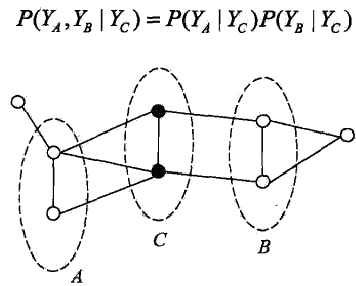 P(Y_A, Y_B | Y_C) = P(Y_A | Y_C)P(Y_B | Y_C)
C
B
A